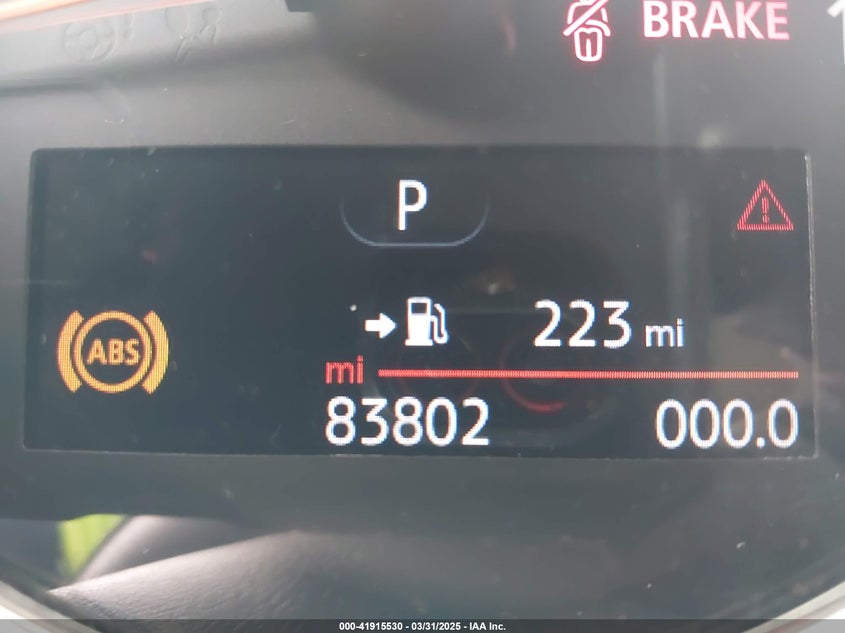 BRAKE
P
ABS
223 mi
mi
83802 000.0
000-41915530 - 03/31/2025 - IAA Inc.